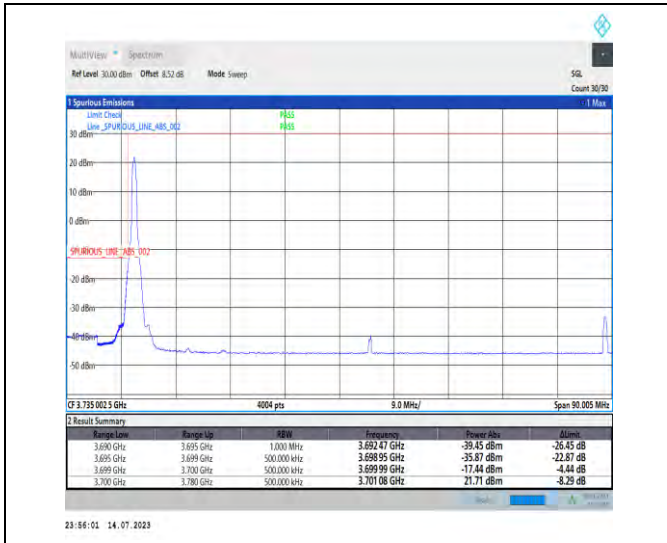 MultiView Spectrum
Ref Level 30.00 dBm Offset 8.52 dB Mode Sweep SGL
Count 30/30
1 Spurious Emissions 1 Max
Limit Check PASS
Line _SPURIOUS_LINE_ABS_002 PASS
30 dBm
20 dBm
10 dBm
0 dBm
SPURIOUS_LINE_ABS_002
-20 dBm
-30 dBm
-40 dBm
-50 dBm
CF 3.735 002 5 GHz 4004 pts 9.0 MHz/ Span 90.005 MHz
2 Result Summary
Range Low Range Up RBW Frequency Power Abs ΔLimit
3.690 GHz 3.695 GHz 1.000 MHz 3.692 47 GHz -39.45 dBm -26.45 dB
3.695 GHz 3.699 GHz 500.000 kHz 3.698 95 GHz -35.87 dBm -22.87 dB
3.699 GHz 3.700 GHz 500.000 kHz 3.699 99 GHz -17.44 dBm -4.44 dB
3.700 GHz 3.780 GHz 500.000 kHz 3.701 08 GHz 21.71 dBm -8.29 dB
23:56:01 14.07.2023